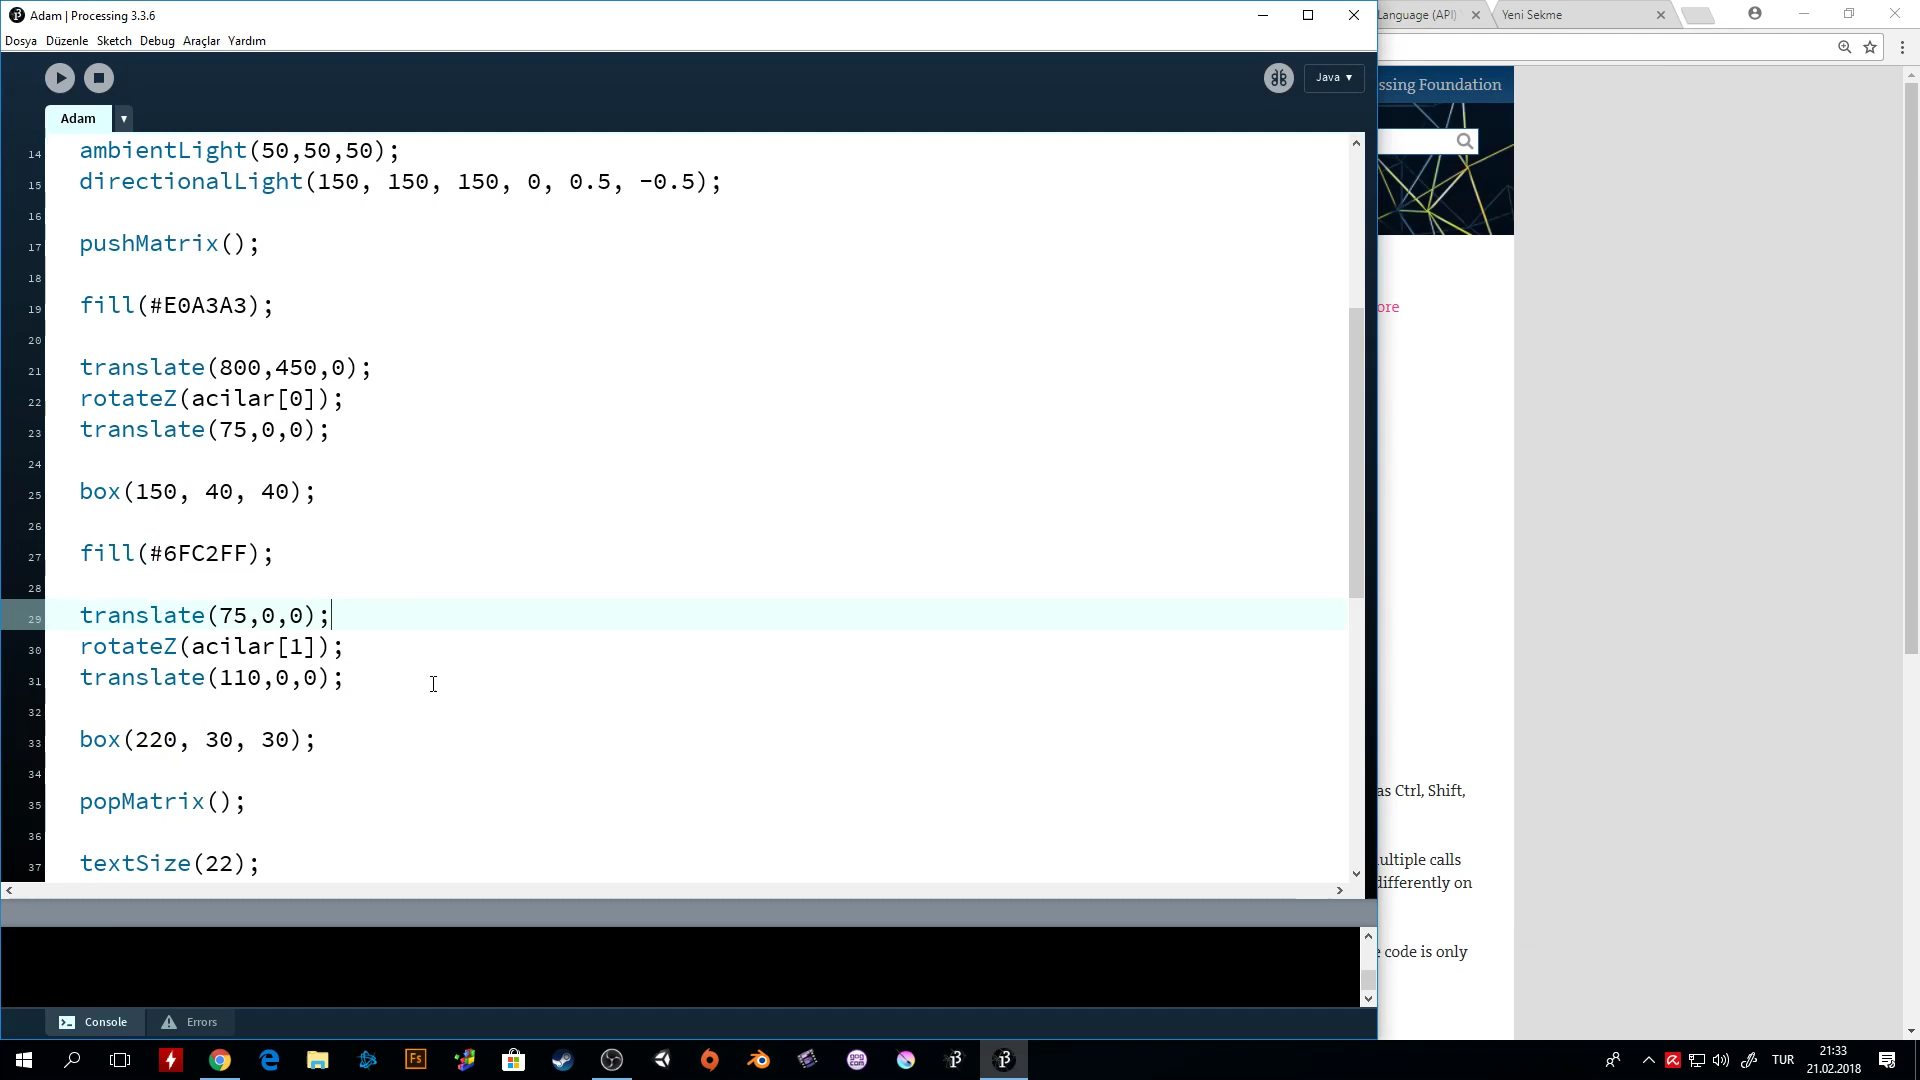 Adam | Processing 3.3.6
Language (API)
Yeni Sekme
Dosya Düzenle Sketch Debug Araçlar Yardım
Java ▼
ssing Foundation
Adam
14 ambientLight(50,50,50);
15 directionalLight(150, 150, 150, 0, 0.5, -0.5);
16
17 pushMatrix();
18
19 fill(#E0A3A3);
20
21 translate(800,450,0);
22 rotateZ(acilar[0]);
23 translate(75,0,0);
24
25 box(150, 40, 40);
26
27 fill(#6FC2FF);
28
29 translate(75,0,0);
30 rotateZ(acilar[1]);
31 translate(110,0,0);
32
33 box(220, 30, 30);
34
35 popMatrix();
36
37 textSize(22);
ore
as Ctrl, Shift,
ultiple calls
differently on
e code is only
Console
Errors
Fs
GOG COM
TUR
21:33
21.02.2018